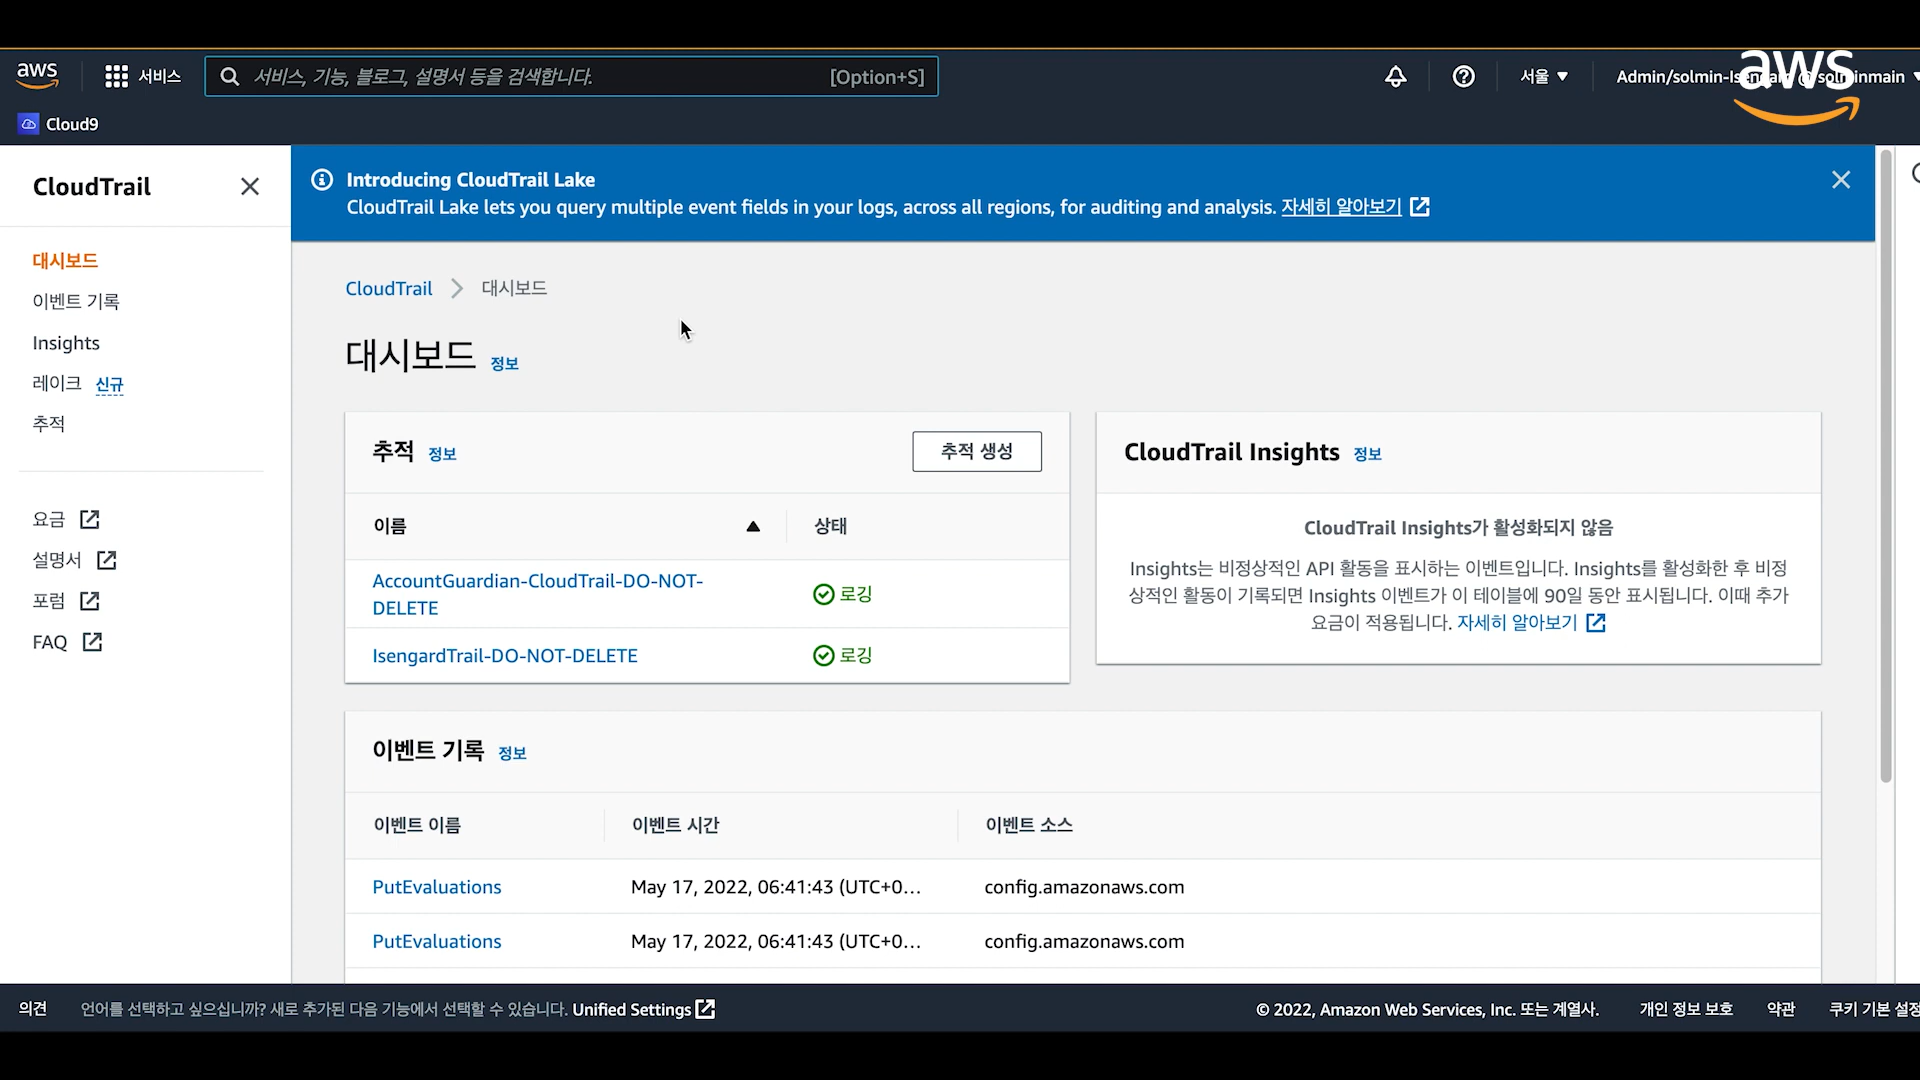 aws
서비스
서비스, 기능, 블로그, 설명서 등을 검색합니다.
[Option+S]
서울 ▼
Admin/solmin-Isengard @ solminmain
aws
Cloud9
CloudTrail
대시보드
이벤트 기록
Insights
레이크 신규
추적
요금
설명서
포럼
FAQ
Introducing CloudTrail Lake
CloudTrail Lake lets you query multiple event fields in your logs, across all regions, for auditing and analysis. 자세히 알아보기
CloudTrail > 대시보드
대시보드 정보
추적 정보
추적 생성
이름 ▲ 상태
AccountGuardian-CloudTrail-DO-NOT-
DELETE
로깅
IsengardTrail-DO-NOT-DELETE 로깅
CloudTrail Insights 정보
CloudTrail Insights가 활성화되지 않음
Insights는 비정상적인 API 활동을 표시하는 이벤트입니다. Insights를 활성화한 후 비정
상적인 활동이 기록되면 Insights 이벤트가 이 테이블에 90일 동안 표시됩니다. 이때 추가
요금이 적용됩니다. 자세히 알아보기
이벤트 기록 정보
이벤트 이름 이벤트 시간 이벤트 소스
PutEvaluations May 17, 2022, 06:41:43 (UTC+0... config.amazonaws.com
PutEvaluations May 17, 2022, 06:41:43 (UTC+0... config.amazonaws.com
의견 언어를 선택하고 싶으십니까? 새로 추가된 다음 기능에서 선택할 수 있습니다. Unified Settings
© 2022, Amazon Web Services, Inc. 또는 계열사. 개인 정보 보호 약관 쿠키 기본 설정